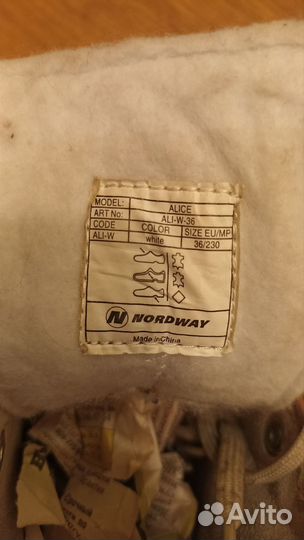 MODEL: ALICE
ART No: ALI-W-36
CODE COLOR SIZE EU/MP
ALI-W white 36/230
N NORDWAY
Made in China
Avito